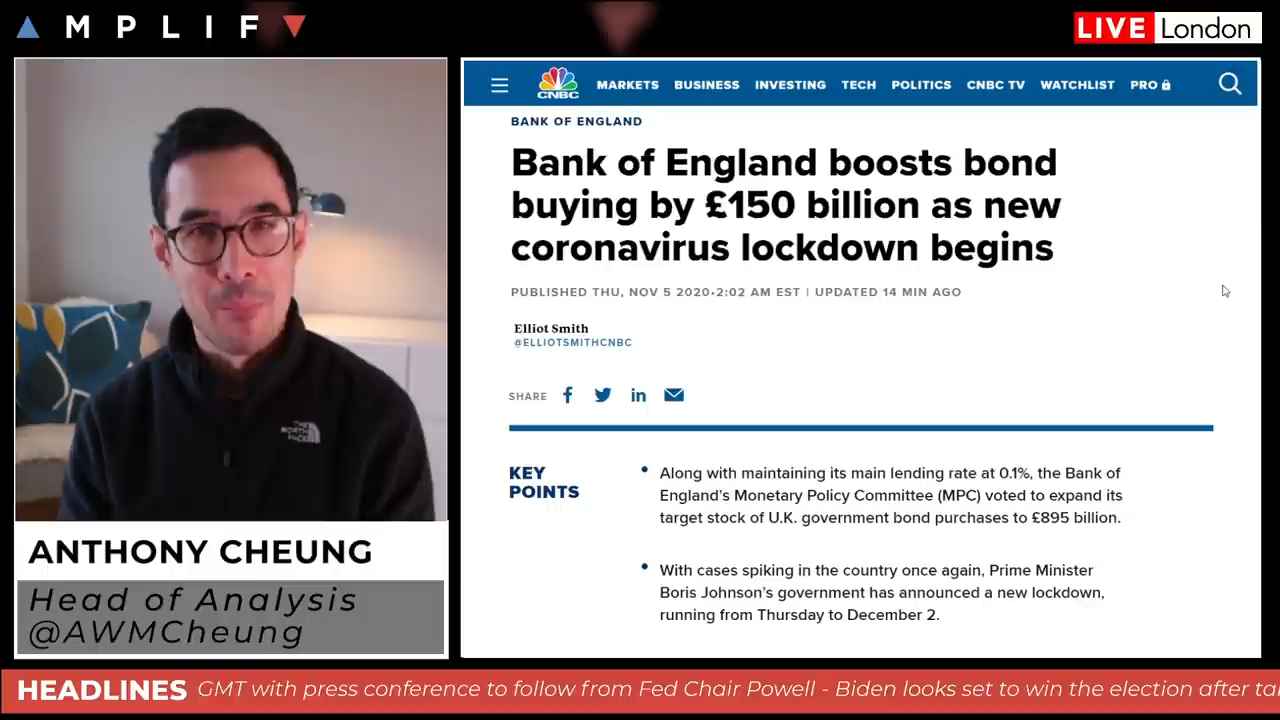 AMPLIFY
LIVE London
CNBC
MARKETS BUSINESS INVESTING TECH POLITICS CNBC TV WATCHLIST PRO
BANK OF ENGLAND
Bank of England boosts bond
buying by £150 billion as new
coronavirus lockdown begins
PUBLISHED THU, NOV 5 2020•2:02 AM EST | UPDATED 14 MIN AGO
Elliot Smith
@ELLIOTSMITHCNBC
SHARE
KEY
POINTS
• Along with maintaining its main lending rate at 0.1%, the Bank of
England's Monetary Policy Committee (MPC) voted to expand its
target stock of U.K. government bond purchases to £895 billion.
• With cases spiking in the country once again, Prime Minister
Boris Johnson's government has announced a new lockdown,
running from Thursday to December 2.
THE
NORTH
FACE
ANTHONY CHEUNG
Head of Analysis
@AWMCheung
HEADLINES GMT with press conference to follow from Fed Chair Powell - Biden looks set to win the election after ta